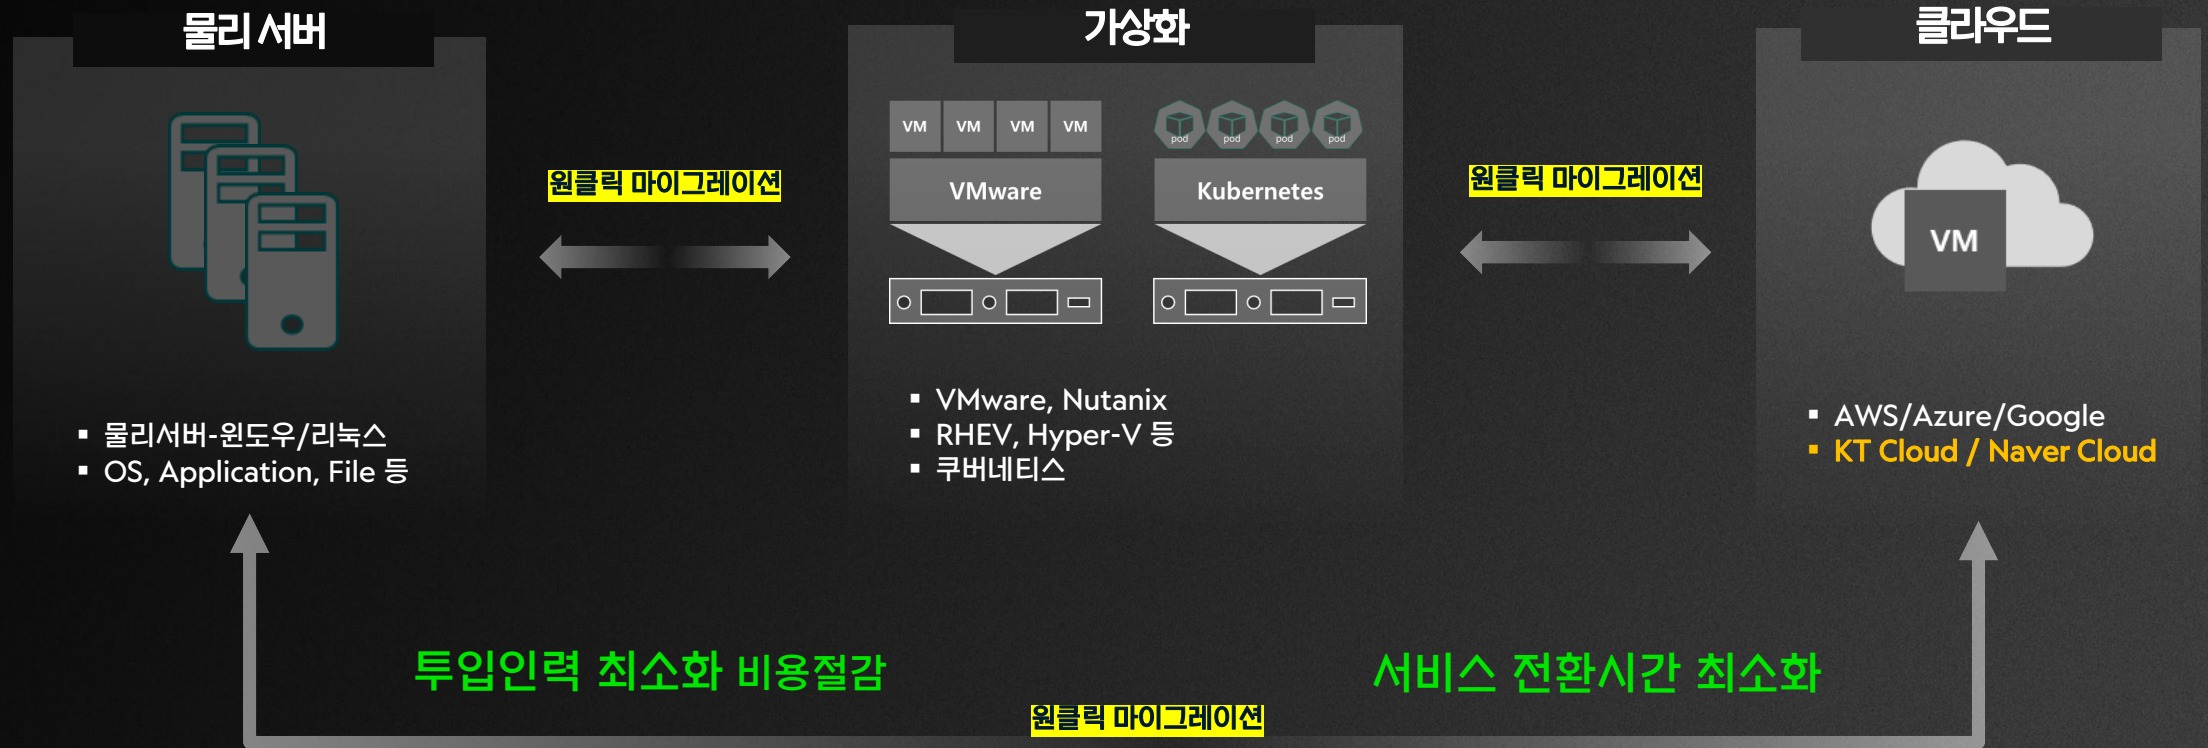 물리 서버
물리서버-윈도우/리눅스
OS, Application, File 등
원클릭 마이그레이션
가상화
VM VM VM VM
pod pod pod pod
VMware
Kubernetes
VMware, Nutanix
RHEV, Hyper-V 등
쿠버네티스
원클릭 마이그레이션
클라우드
VM
AWS/Azure/Google
KT Cloud / Naver Cloud
투입인력 최소화 비용절감
서비스 전환시간 최소화
원클릭 마이그레이션